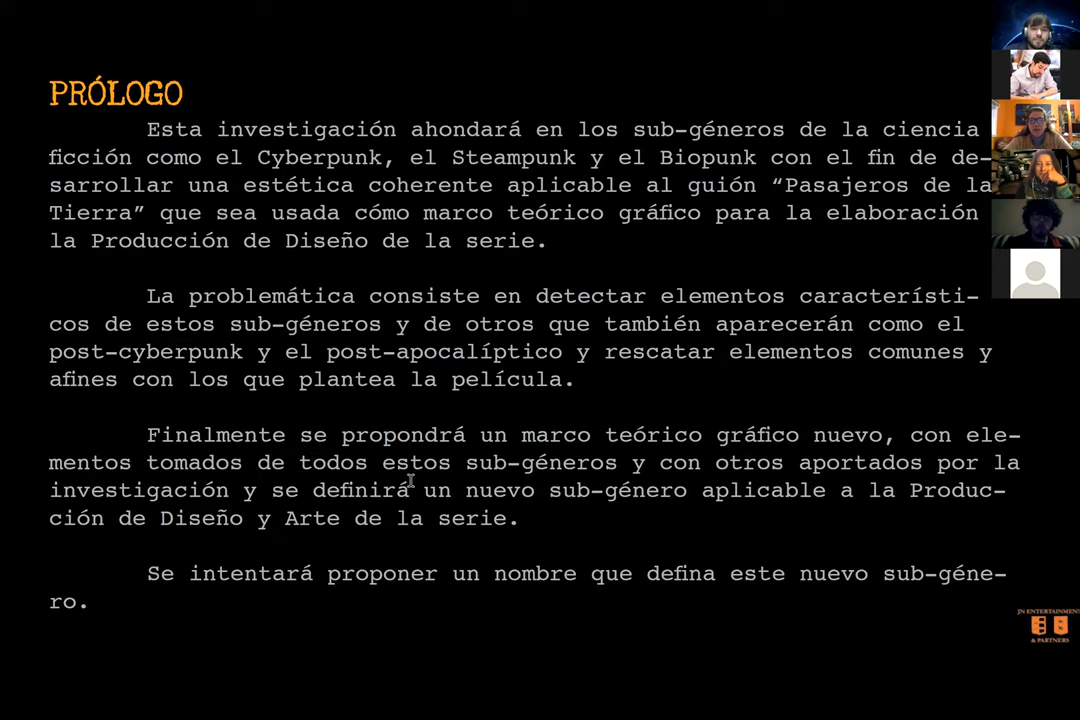 PRÓLOGO
Esta investigación ahondará en los sub-géneros de la ciencia
ficción como el Cyberpunk, el Steampunk y el Biopunk con el fin de de-
sarrollar una estética coherente aplicable al guión “Pasajeros de la
Tierra” que sea usada cómo marco teórico gráfico para la elaboración
la Producción de Diseño de la serie.
La problemática consiste en detectar elementos característi-
cos de estos sub-géneros y de otros que también aparecerán como el
post-cyberpunk y el post-apocalíptico y rescatar elementos comunes y
afines con los que plantea la película.
Finalmente se propondrá un marco teórico gráfico nuevo, con ele-
mentos tomados de todos estos sub-géneros y con otros aportados por la
investigación y se definirá un nuevo sub-género aplicable a la Produc-
ción de Diseño y Arte de la serie.
Se intentará proponer un nombre que defina este nuevo sub-géne-
ro.
JN ENTERTAINMENT
& PARTNERS